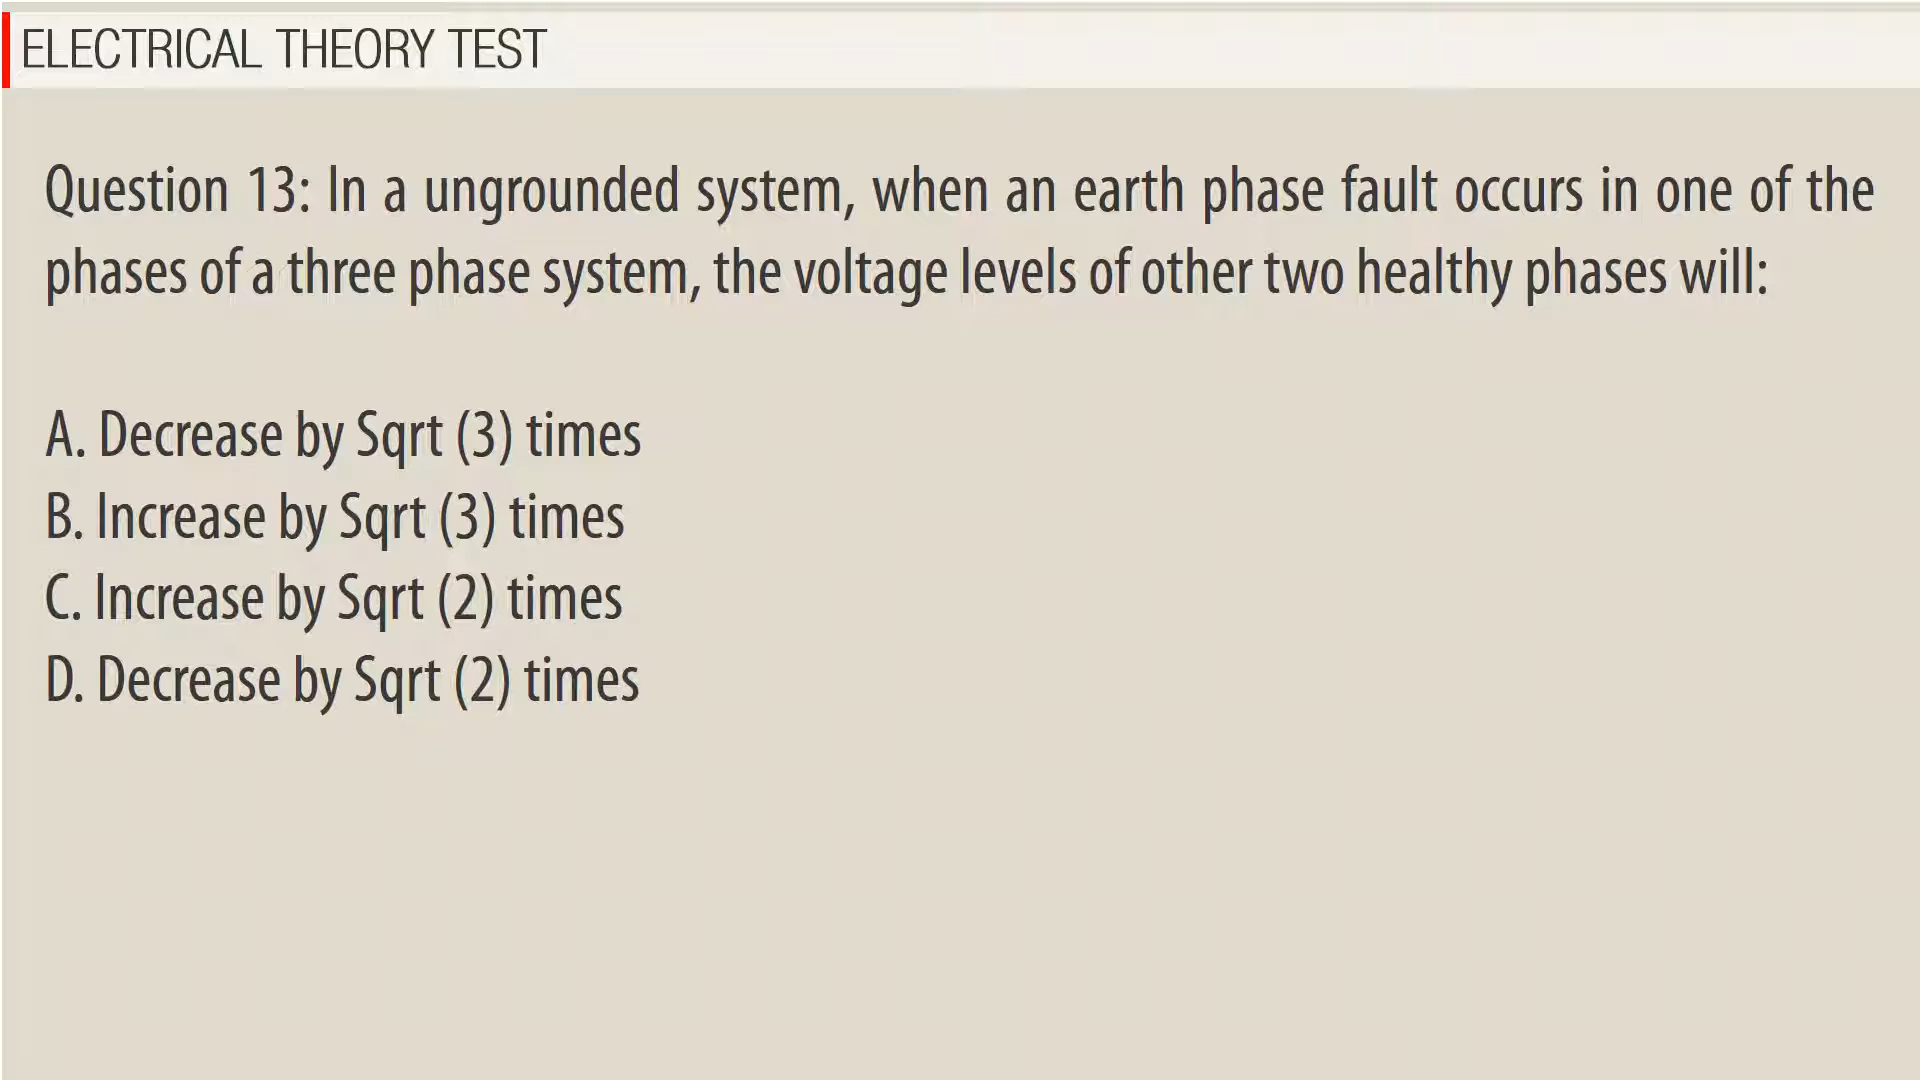 ELECTRICAL THEORY TEST
Question 13: In a ungrounded system, when an earth phase fault occurs in one of the
phases of a three phase system, the voltage levels of other two healthy phases will:
A. Decrease by Sqrt (3) times
B. Increase by Sqrt (3) times
C. Increase by Sqrt (2) times
D. Decrease by Sqrt (2) times